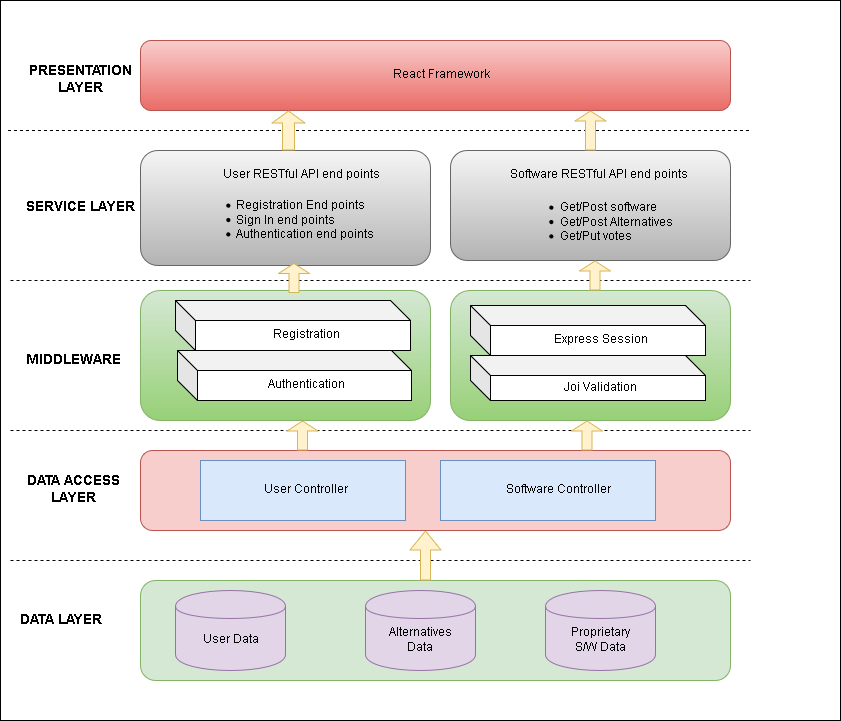 PRESENTATION
LAYER
React Framework
SERVICE LAYER
User RESTful API end points
• Registration End points
• Sign In end points
• Authentication end points
Software RESTful API end points
• Get/Post software
• Get/Post Alternatives
• Get/Put votes
MIDDLEWARE
Registration
Authentication
Express Session
Joi Validation
DATA ACCESS
LAYER
User Controller
Software Controller
DATA LAYER
User Data
Alternatives
Data
Proprietary
S/W Data